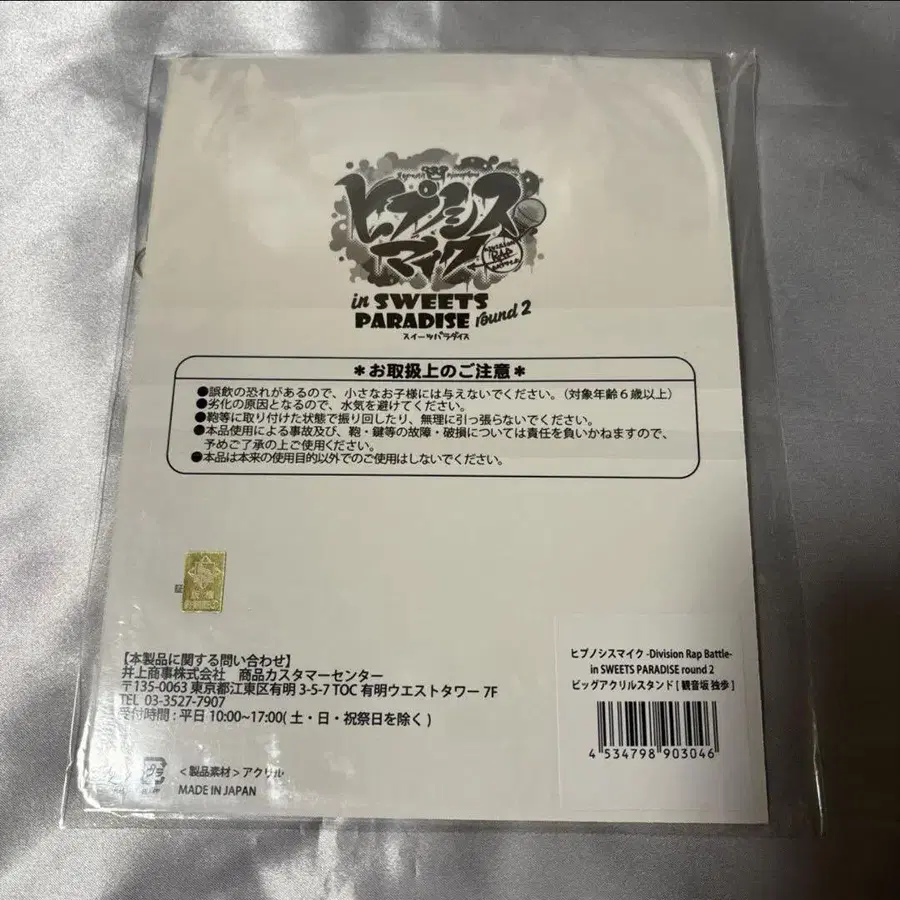 ヒプノシス
マイク
DIVISION
RAP
BATTLE
in SWEETS
PARADISE round 2
スイーツパラダイス
＊お取扱上のご注意＊
●誤飲の恐れがあるので、小さなお子様には与えないでください。（対象年齢６歳以上）
●劣化の原因となるので、水気を避けてください。
●鞄等に取り付けた状態で振り回したり、無理に引っ張らないでください。
●本品使用による事故及び、鞄・鍵等の故障・破損については責任を負いかねますので、
予めご了承の上ご使用ください。
●本品は本来の使用目的以外でのご使用はしないでください。
【本製品に関する問い合わせ】
井上商事株式会社　商品カスタマーセンター
〒135-0063 東京都江東区有明 3-5-7 TOC 有明ウエストタワー 7F
TEL 03-3527-7907
受付時間 : 平日 10:00~17:00( 土・日・祝祭日を除く )
プラ
＜製品素材＞アクリル
MADE IN JAPAN
ヒプノシスマイク -Division Rap Battle-
in SWEETS PARADISE round 2
ビッグアクリルスタンド [ 観音坂 独歩 ]
4 534798 903046